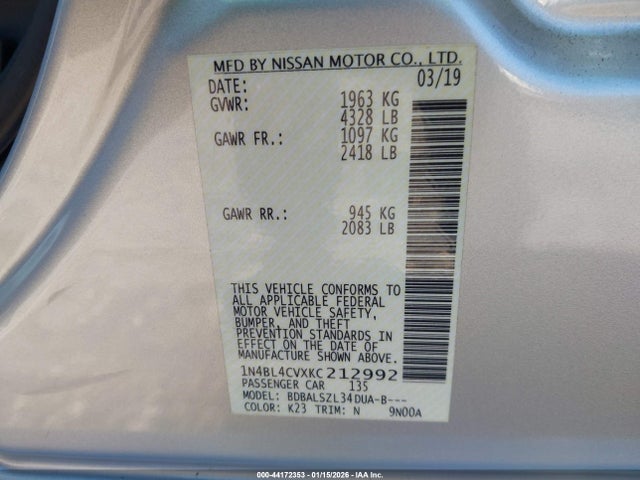 MFD BY NISSAN MOTOR CO., LTD.
DATE: 03/19
GVWR: 1963 KG
4328 LB
GAWR FR.: 1097 KG
2418 LB
GAWR RR.: 945 KG
2083 LB
THIS VEHICLE CONFORMS TO
ALL APPLICABLE FEDERAL
MOTOR VEHICLE SAFETY,
BUMPER, AND THEFT
PREVENTION STANDARDS IN
EFFECT ON THE DATE OF
MANUFACTURE SHOWN ABOVE.
1N4BL4CVXKC212992
PASSENGER CAR 135
MODEL: BDBALSZL34DUA-B---
COLOR: K23 TRIM: N 9N00A
000-44172353 - 01/15/2026 - IAA Inc.